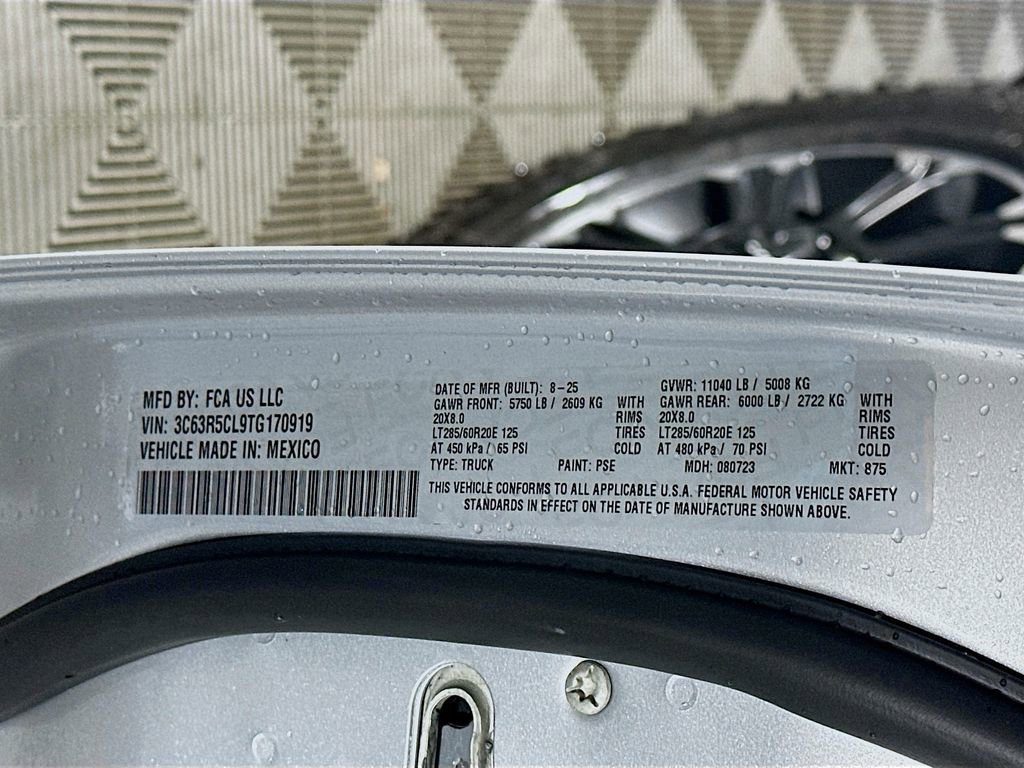 MFD BY: FCA US LLC
VIN: 3C63R5CL9TG170919
VEHICLE MADE IN: MEXICO
DATE OF MFR (BUILT): 8-25 GVWR: 11040 LB / 5008 KG
GAWR FRONT: 5750 LB / 2609 KG WITH GAWR REAR: 6000 LB / 2722 KG WITH
20X8.0 RIMS 20X8.0 RIMS
LT285/60R20E 125 TIRES LT285/60R20E 125 TIRES
AT 450 kPa / 65 PSI COLD AT 480 kPa / 70 PSI COLD
TYPE: TRUCK PAINT: PSE MDH: 080723 MKT: 875
THIS VEHICLE CONFORMS TO ALL APPLICABLE U.S.A. FEDERAL MOTOR VEHICLE SAFETY
STANDARDS IN EFFECT ON THE DATE OF MANUFACTURE SHOWN ABOVE.